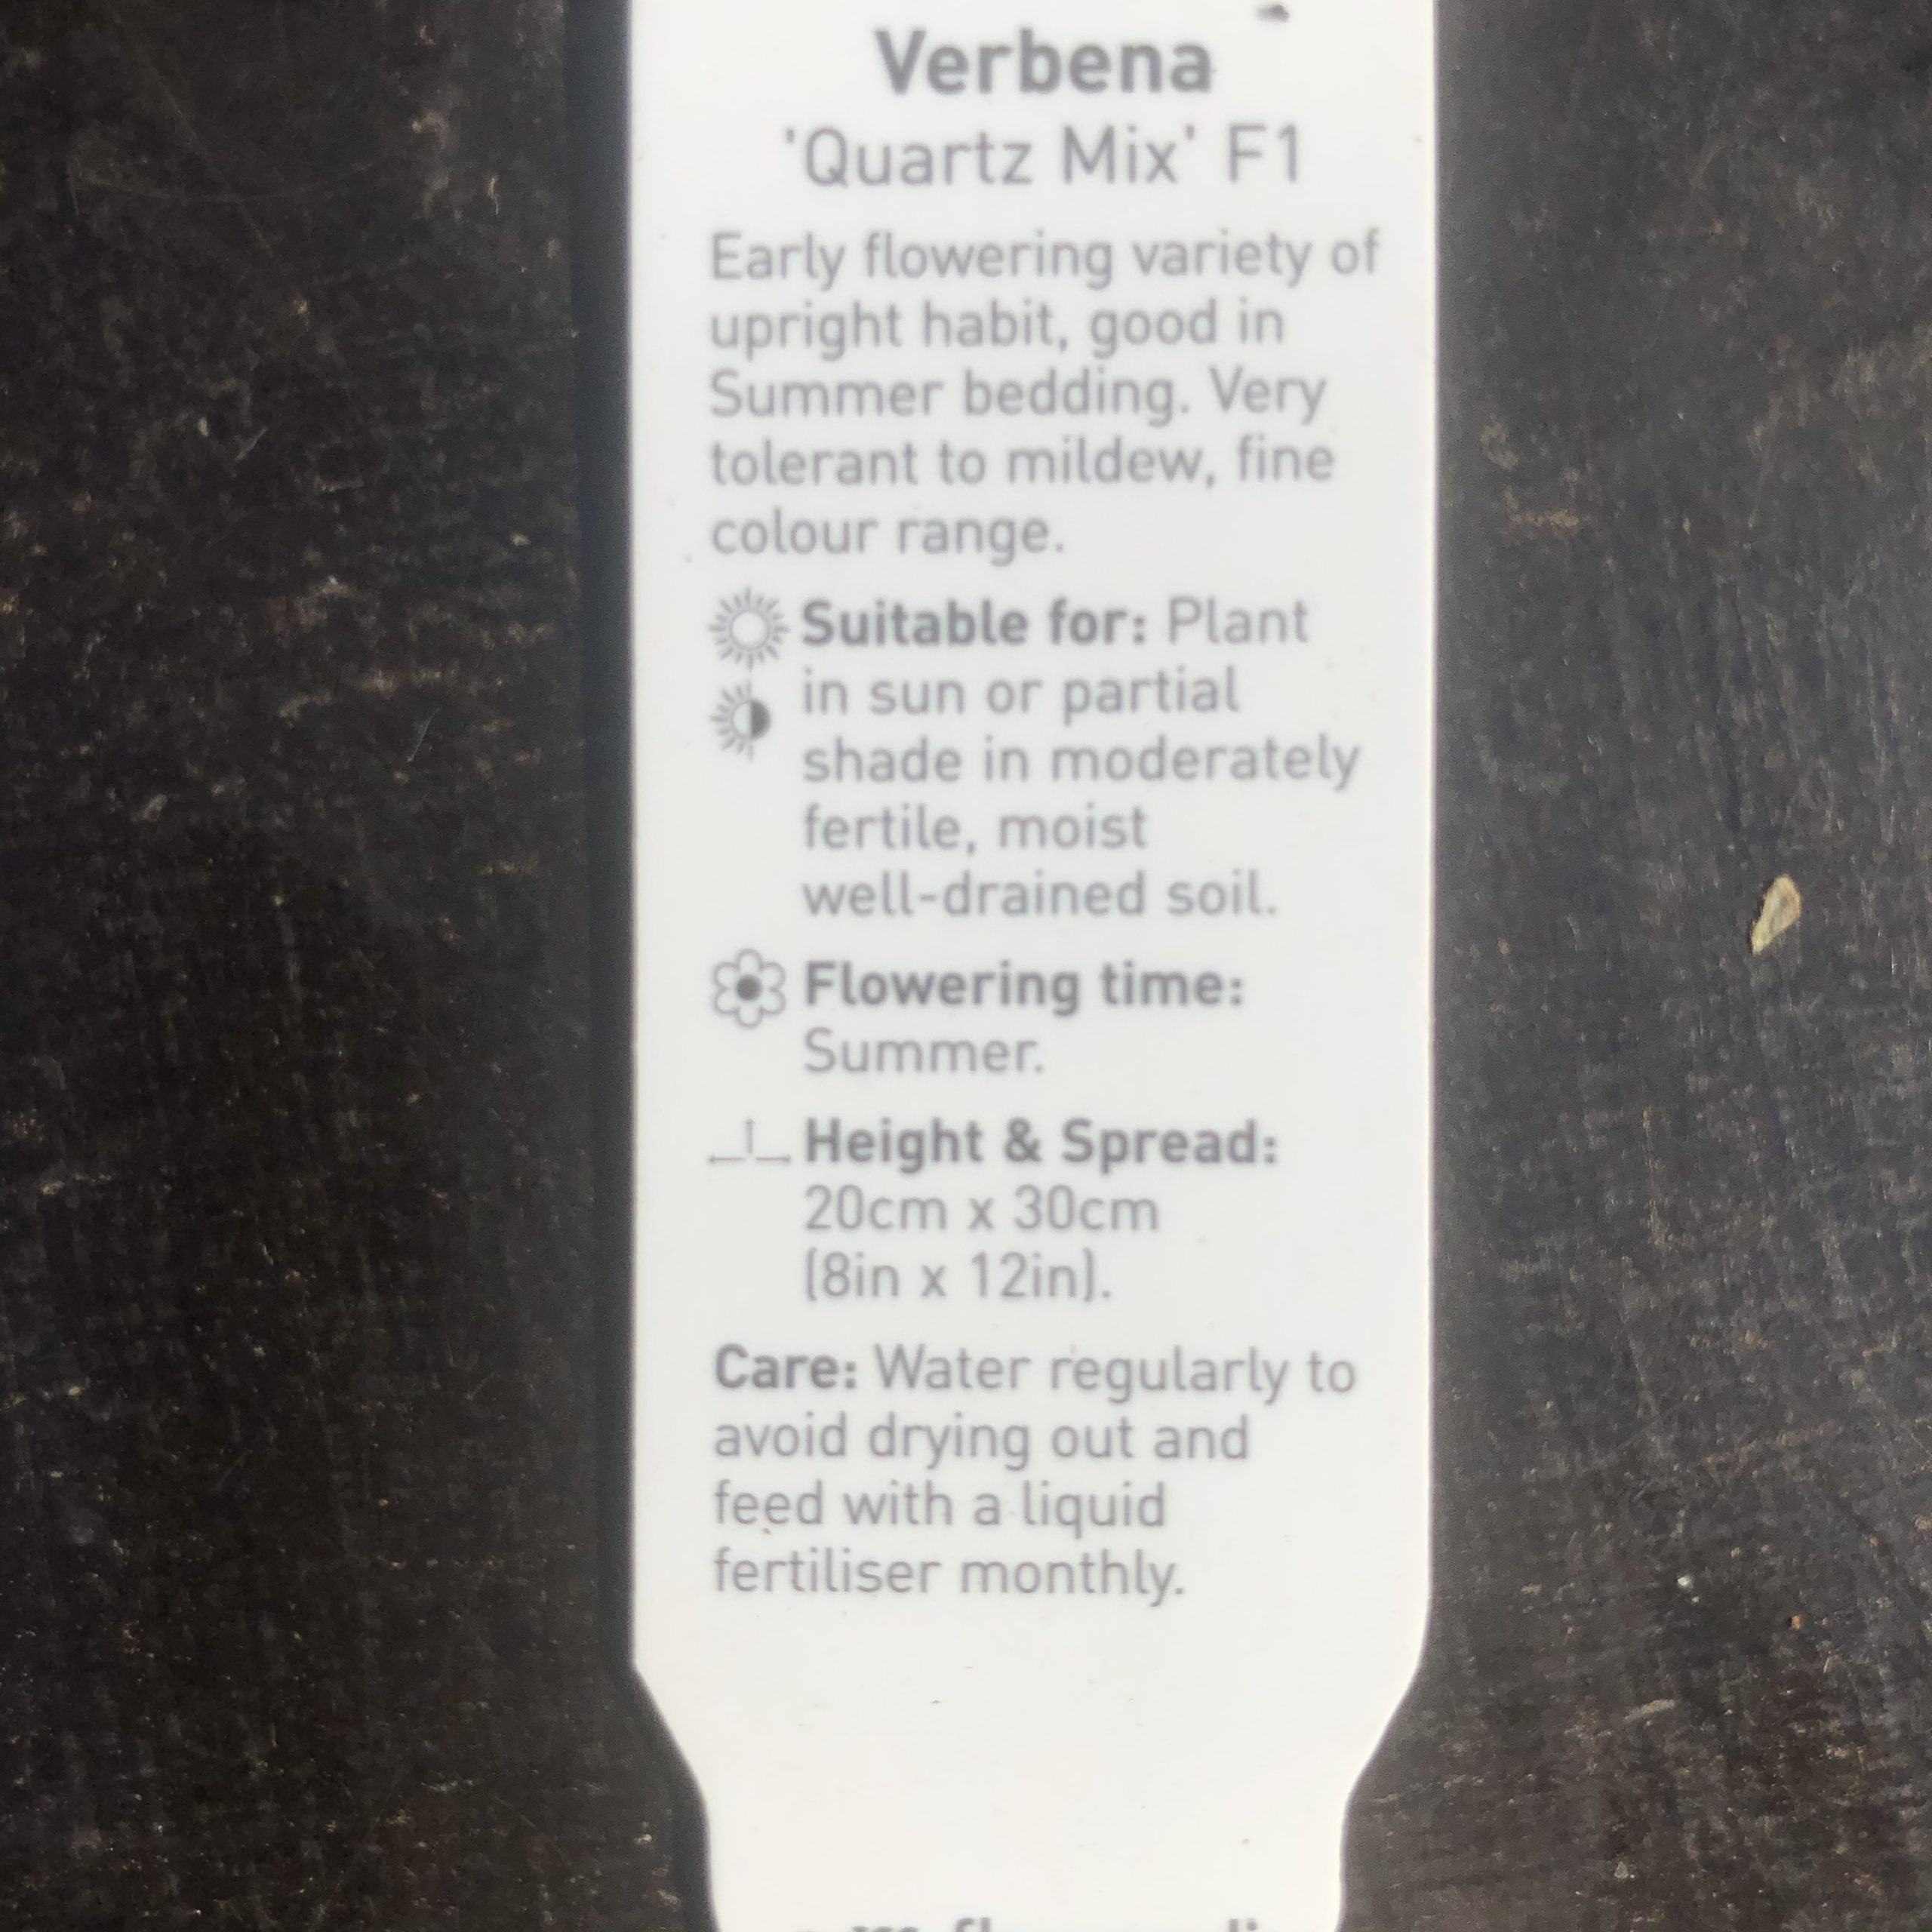 Verbena
'Quartz Mix' F1
Early flowering variety of
upright habit, good in
Summer bedding. Very
tolerant to mildew, fine
colour range.
Suitable for: Plant
in sun or partial
shade in moderately
fertile, moist
well-drained soil.
Flowering time:
Summer.
Height & Spread:
20cm x 30cm
(8in x 12in).
Care: Water regularly to
avoid drying out and
feed with a liquid
fertiliser monthly.